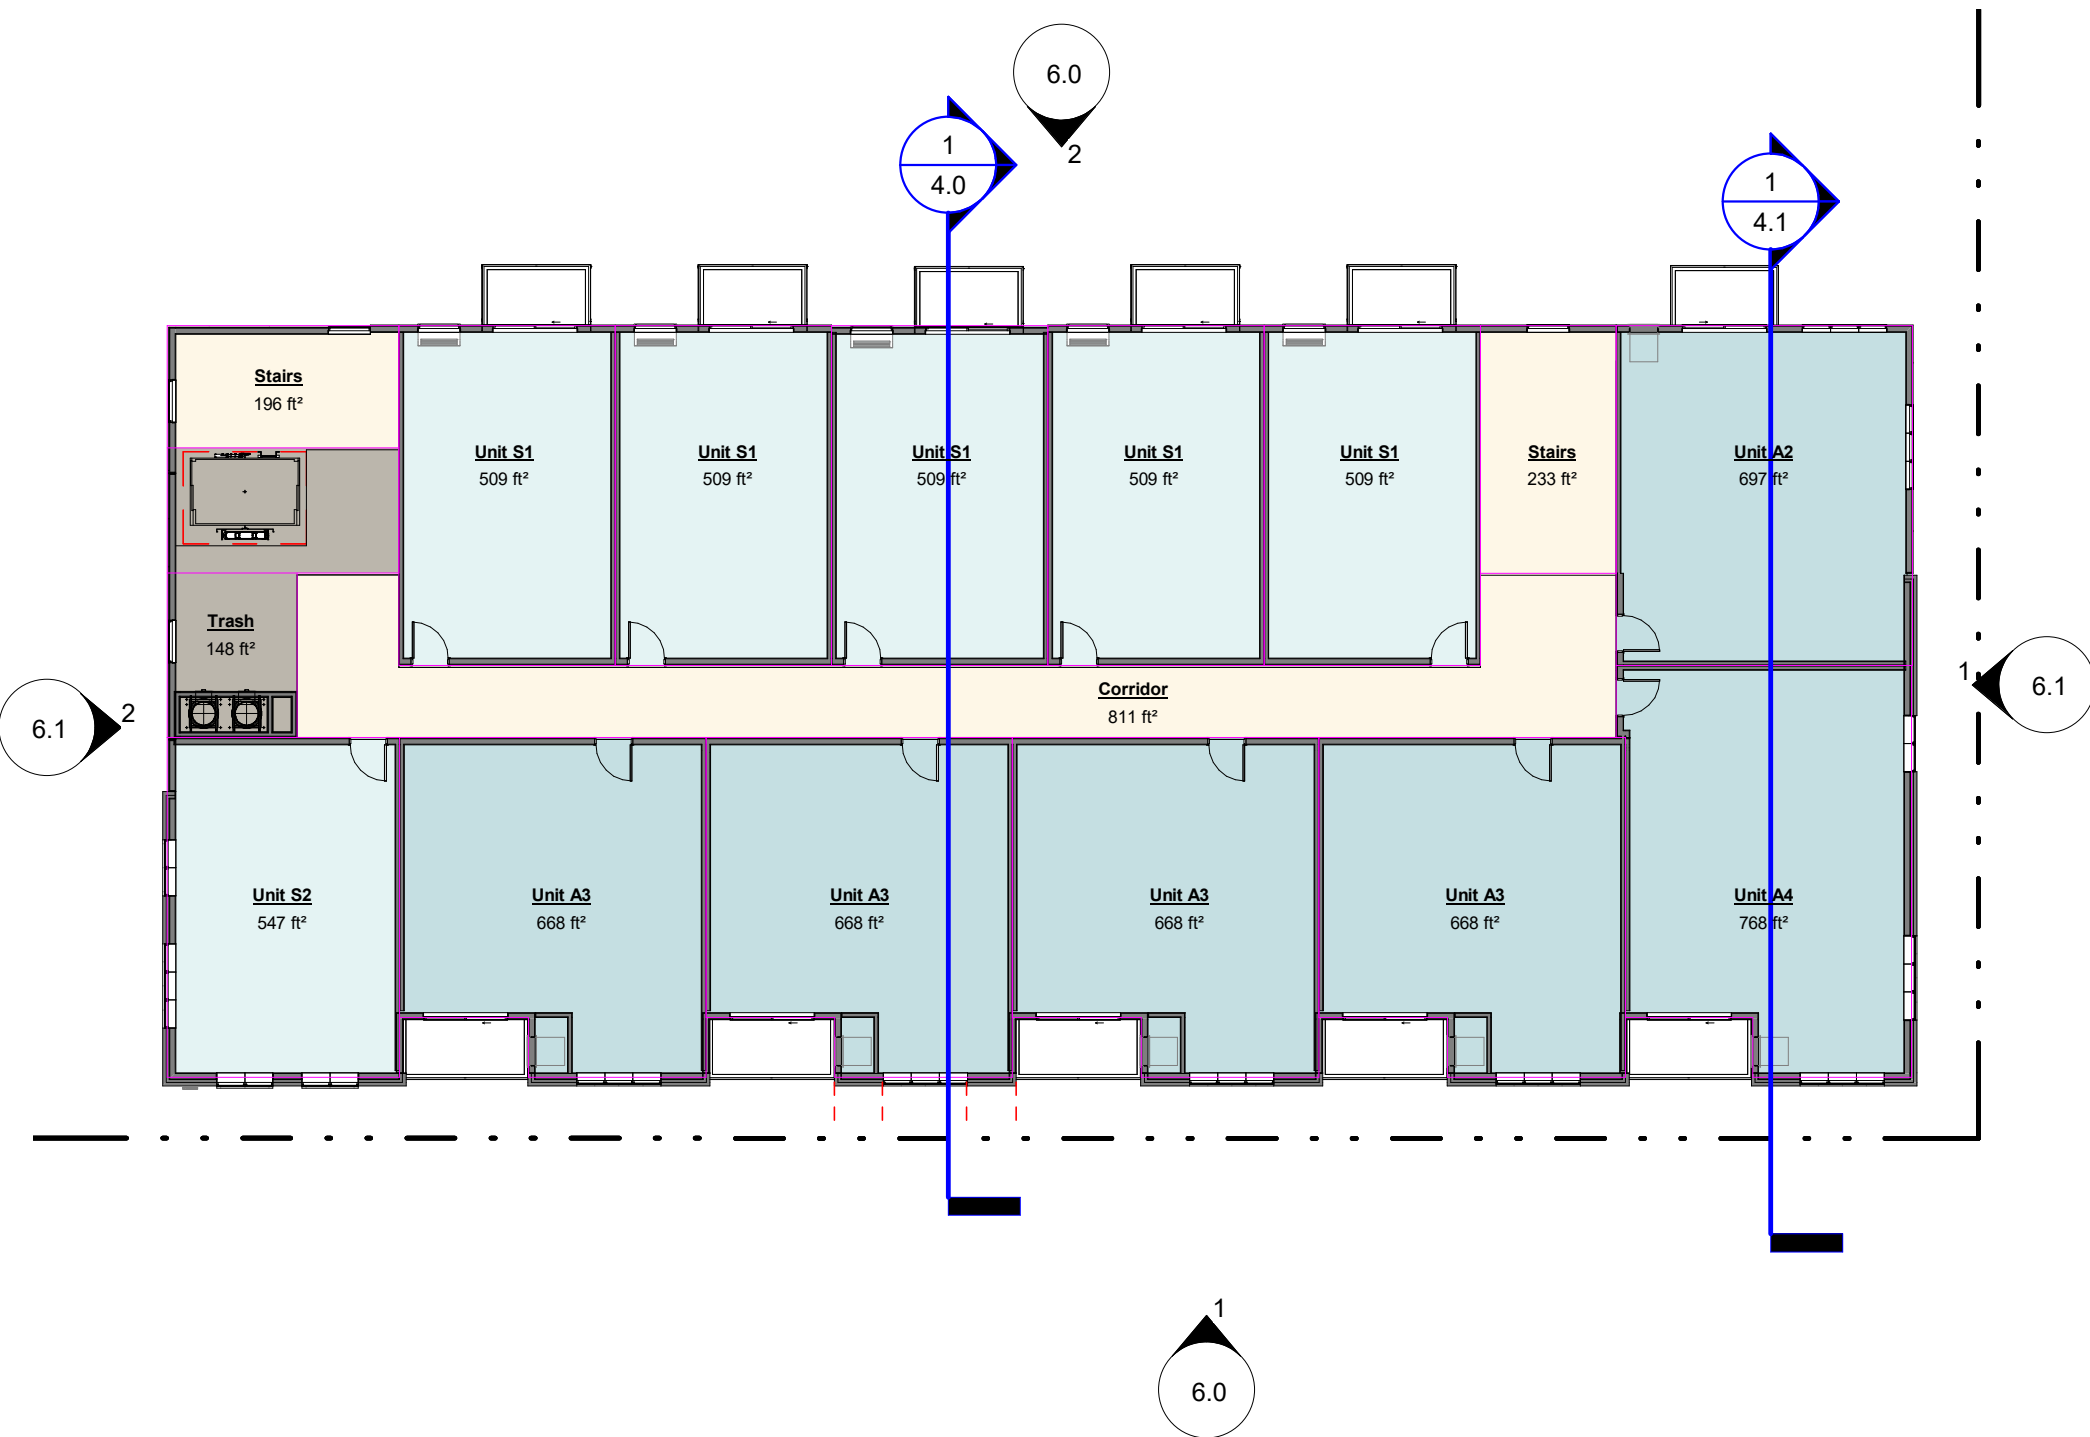 6.0
2
1
4.0
1
4.1
Stairs
196 ft²
Unit S1
509 ft²
Unit S1
509 ft²
Unit S1
509 ft²
Unit S1
509 ft²
Unit S1
509 ft²
Stairs
233 ft²
Unit A2
697 ft²
Trash
148 ft²
Corridor
811 ft²
6.1
2
1
6.1
Unit S2
547 ft²
Unit A3
668 ft²
Unit A3
668 ft²
Unit A3
668 ft²
Unit A3
668 ft²
Unit A4
768 ft²
1
6.0